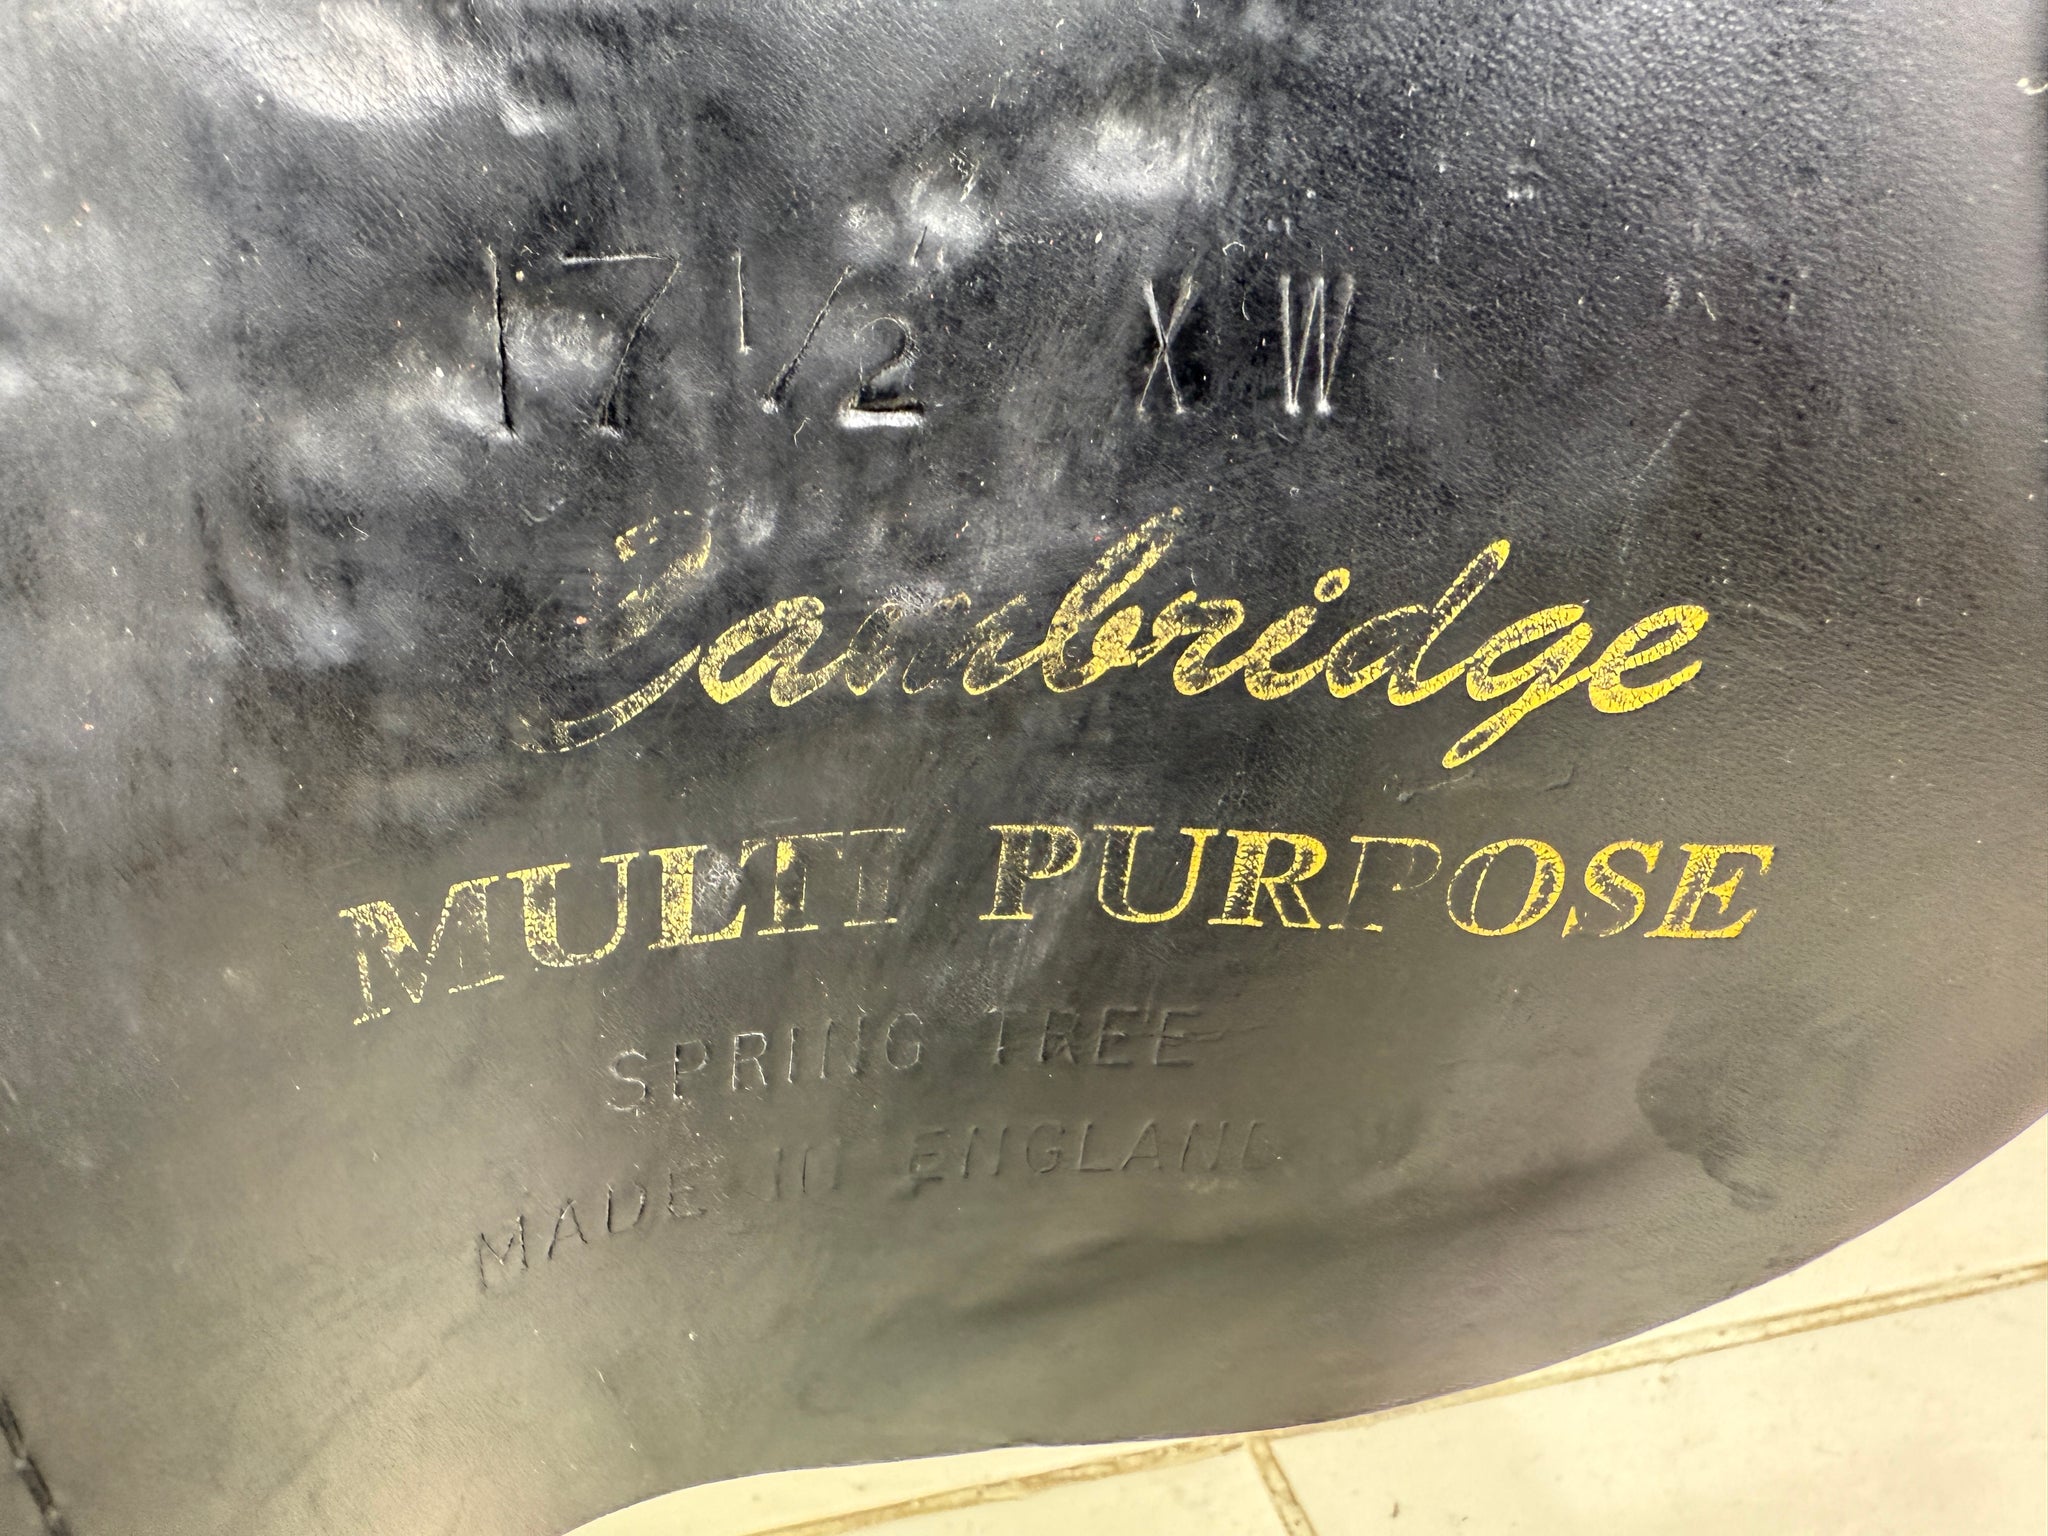 17 1/2" XW
Cambridge
MULTI PURPOSE
SPRING TREE
MADE IN ENGLAND